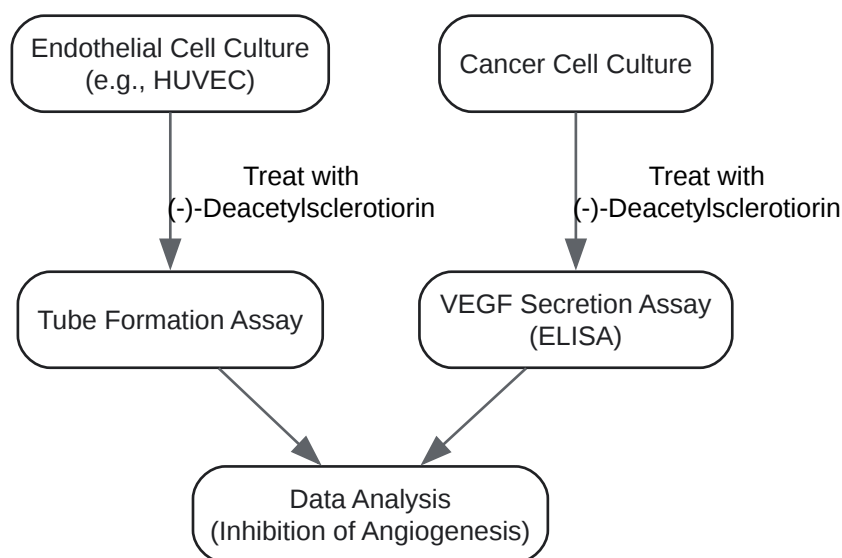 Endothelial Cell Culture
(e.g., HUVEC)
Cancer Cell Culture
Treat with
(-)-Deacetylsclerotiorin
Treat with
(-)-Deacetylsclerotiorin
Tube Formation Assay
VEGF Secretion Assay
(ELISA)
Data Analysis
(Inhibition of Angiogenesis)